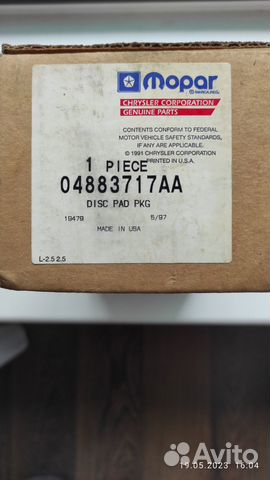 Mopar
® MARCA REG.
CHRYSLER CORPORATION
GENUINE PARTS
CONTENTS CONFORM TO FEDERAL
MOTOR VEHICLE SAFETY STANDARDS,
IF ANY ARE APPLICABLE.
© 1991 CHRYSLER CORPORATION
PRINTED IN U.S.A.
1 PIECE
04883717AA
DISC PAD PKG
19479 5/97
MADE IN USA
L-2.5 2.5
Avito
19.05.2023 16:04